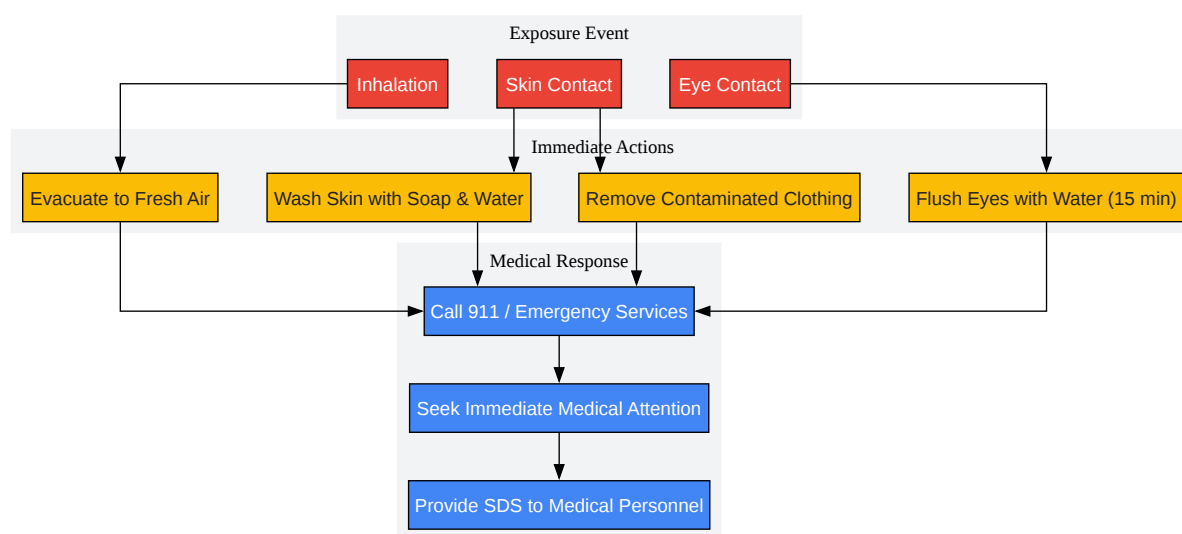 Exposure Event
Inhalation
Skin Contact
Eye Contact
Immediate Actions
Evacuate to Fresh Air
Wash Skin with Soap & Water
Remove Contaminated Clothing
Flush Eyes with Water (15 min)
Medical Response
Call 911 / Emergency Services
Seek Immediate Medical Attention
Provide SDS to Medical Personnel